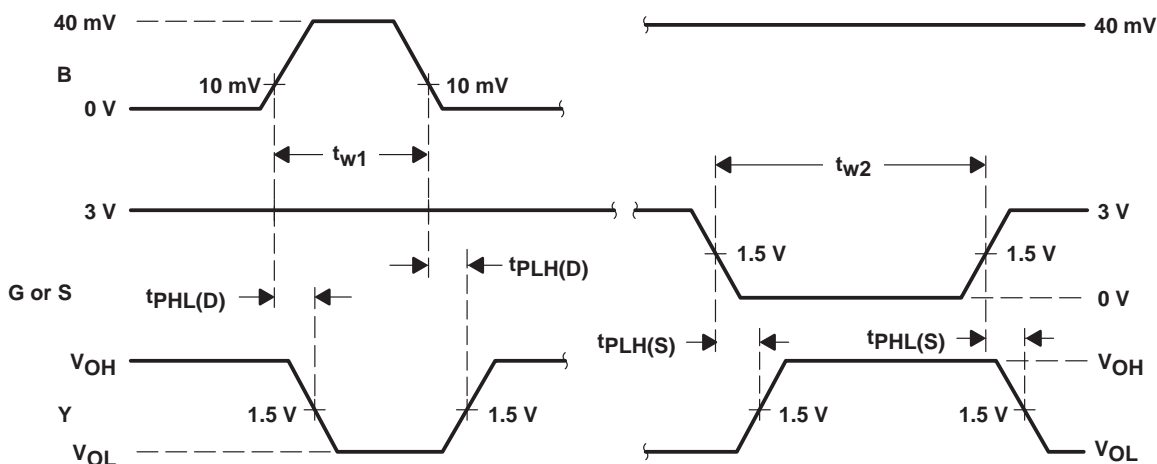 40 mV
40 mV
B
10 mV
10 mV
0 V
tw1
tw2
3 V
3 V
1.5 V
1.5 V
tPLH(D)
G or S
tPHL(D)
0 V
tPLH(S)
tPHL(S)
VOH
VOH
Y
1.5 V
1.5 V
1.5 V
1.5 V
VOL
VOL